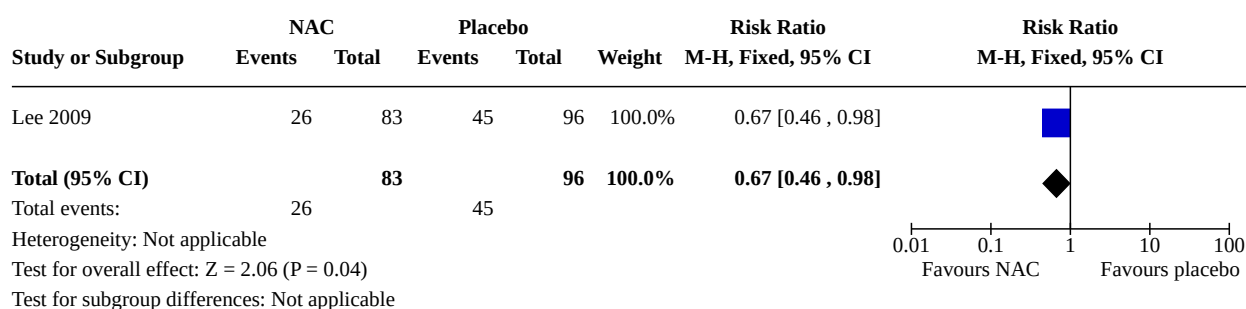 NAC Placebo Risk Ratio Risk Ratio
Study or Subgroup Events Total Events Total Weight M-H, Fixed, 95% CI M-H, Fixed, 95% CI
Lee 2009 26 83 45 96 100.0% 0.67 [0.46 , 0.98]
Total (95% CI) 83 96 100.0% 0.67 [0.46 , 0.98]
Total events: 26 45
Heterogeneity: Not applicable
0.01 0.1 1 10 100
Test for overall effect: Z = 2.06 (P = 0.04)
Favours NAC Favours placebo
Test for subgroup differences: Not applicable